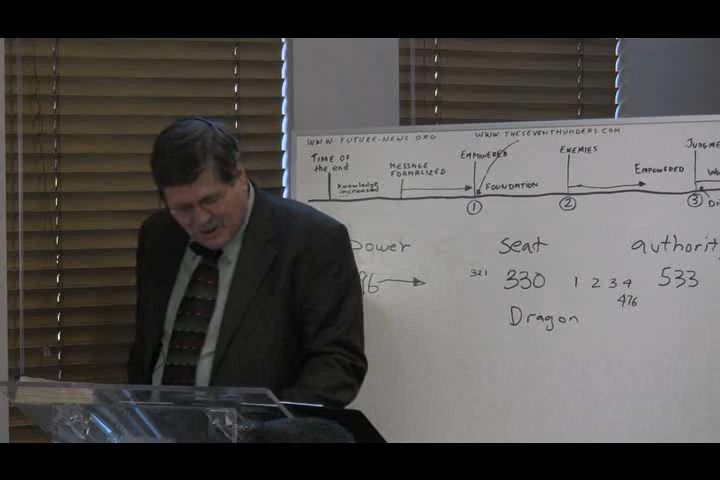 WWW.FUTURE-NEWS.ORG WWW.THESEVENTHUNDERS.COM
TIME OF the end
Knowledge increased
MESSAGE FORMALIZED
EMPOWERED
FOUNDATION
ENEMIES
EMPOWERED
1 2 3
power seat authority
321 330 1 2 3 4 533
476
Dragon